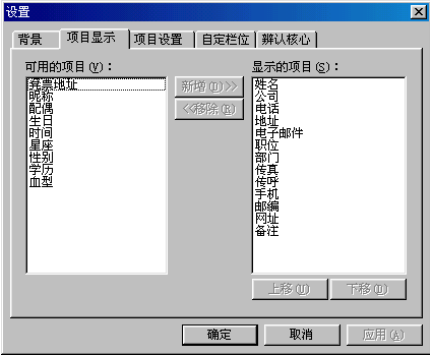 设置
背景 项目显示 项目设置 自定栏位 辨认核心
可用的项目(V):
発票地址
昵称
配偶
生日
时间
星座
性别
学历
血型
新增(D)>>
<<移除(R)
显示的项目(S):
姓名
公司
电话
地址
电子邮件
职位
部门
传真
传呼
手机
邮编
网址
备注
上移(U) 下移(D)
确定 取消 应用(A)